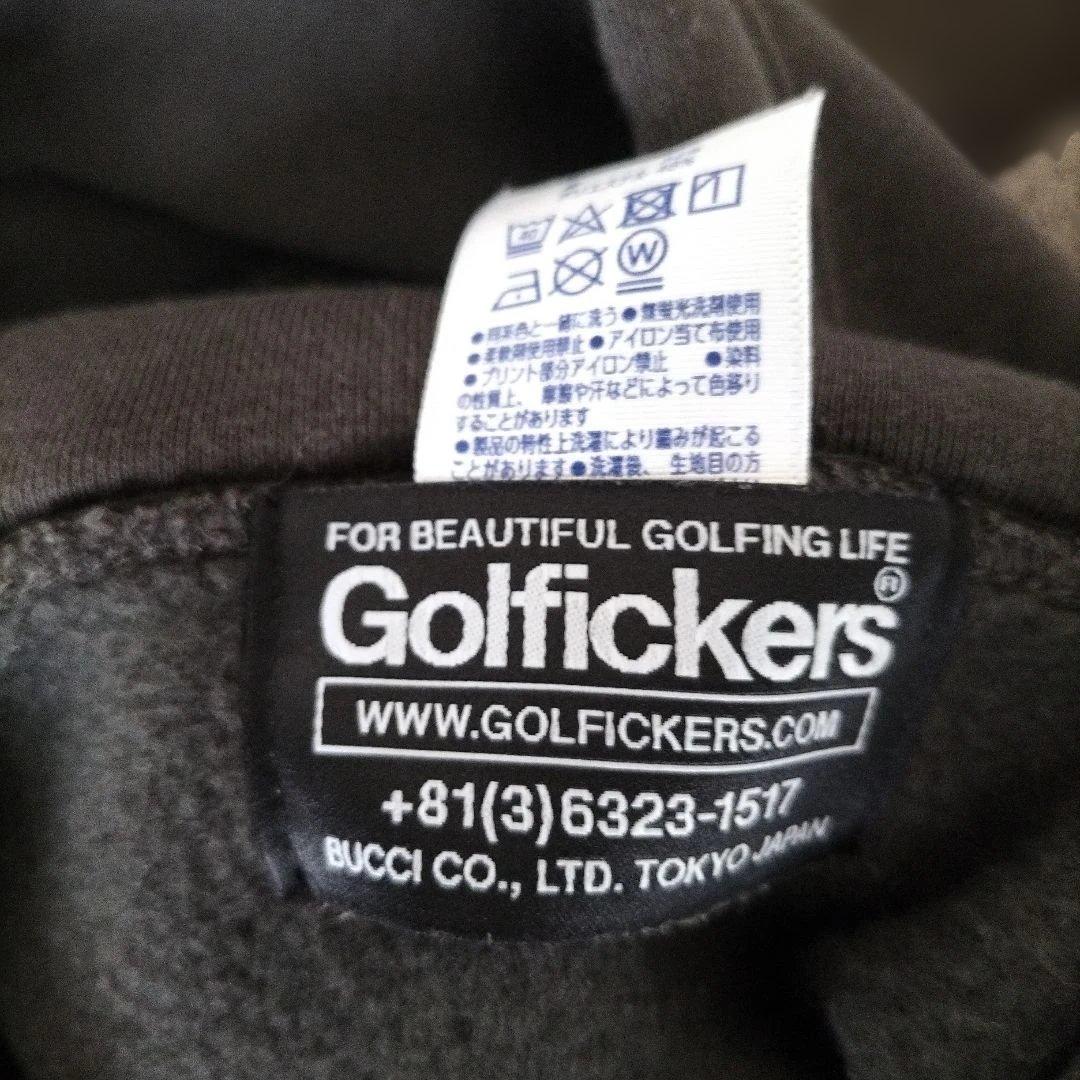 40
W
●同系色と一緒に洗う●無蛍光洗剤使用
●柔軟剤使用禁止●アイロン当て布使用
●プリント部分アイロン禁止 ●染料
の性質上、摩擦や汗などによって色移り
することがあります
●製品の特性上洗濯により縮みが起こる
ことがあります●洗濯後、生地目の方
FOR BEAUTIFUL GOLFING LIFE
Golfickers®
WWW.GOLFICKERS.COM
+81(3)6323-1517
BUCCI CO., LTD. TOKYO JAPAN